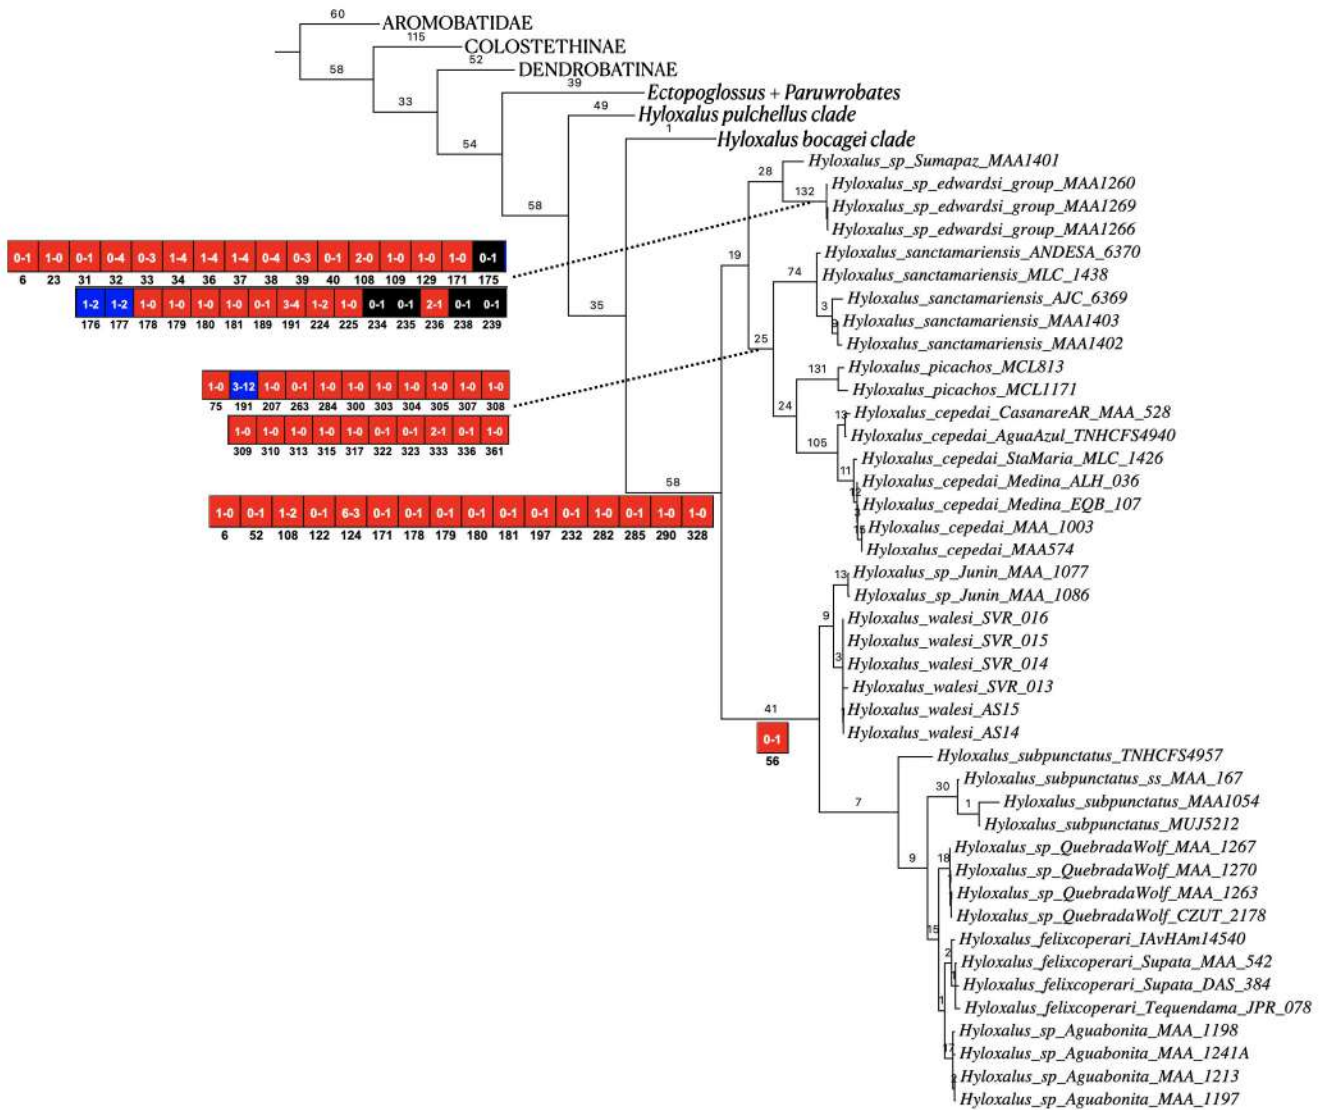 60
AROMOBATIDAE
115
COLOSTETHINAE
58
52
DENDROBATINAE
39
Ectopoglossus + Paruwrobates
33
49
Hyloxalus pulchellus clade
1
Hyloxalus bocagei clade
54
Hyloxalus_sp_Sumapaz_MAA1401
28
Hyloxalus_sp_edwardsi_group_MAA1260
132
Hyloxalus_sp_edwardsi_group_MAA1269
58
Hyloxalus_sp_edwardsi_group_MAA1266
0-1 1-0 0-1 0-4 0-3 1-4 1-4 1-4 0-4 0-3 0-1 2-0 1-0 1-0 1-0 0-1
6 23 31 32 33 34 36 37 38 39 40 108 109 129 171 175
19
Hyloxalus_sanctamariensis_ANDESA_6370
74
Hyloxalus_sanctamariensis_MLC_1438
1-2 1-2 1-0 1-0 1-0 1-0 0-1 3-4 1-2 1-0 0-1 0-1 2-1 0-1 0-1
176 177 178 179 180 181 189 191 224 225 234 235 236 238 239
35
3
Hyloxalus_sanctamariensis_AJC_6369
Hyloxalus_sanctamariensis_MAA1403
25
Hyloxalus_sanctamariensis_MAA1402
131
Hyloxalus_picachos_MCL813
1-0 3-12 1-0 0-1 1-0 1-0 1-0 1-0 1-0 1-0 1-0
75 191 207 263 284 300 303 304 305 307 308
Hyloxalus_picachos_MCL1171
24
13
Hyloxalus_cepedai_CasanareAR_MAA_528
1-0 1-0 1-0 1-0 1-0 0-1 0-1 2-1 0-1 1-0
309 310 313 315 317 322 323 333 336 361
Hyloxalus_cepedai_AguaAzul_TNHCFS4940
105
Hyloxalus_cepedai_StaMaria_MLC_1426
11
58
Hyloxalus_cepedai_Medina_ALH_036
Hyloxalus_cepedai_Medina_EQB_107
1-0 0-1 1-2 0-1 6-3 0-1 0-1 0-1 0-1 0-1 0-1 0-1 1-0 0-1 1-0 1-0
6 52 108 122 124 171 178 179 180 181 197 232 282 285 290 328
Hyloxalus_cepedai_MAA_1003
15
Hyloxalus_cepedai_MAA574
13
Hyloxalus_sp_Junin_MAA_1077
Hyloxalus_sp_Junin_MAA_1086
9
Hyloxalus_walesi_SVR_016
Hyloxalus_walesi_SVR_015
3
Hyloxalus_walesi_SVR_014
Hyloxalus_walesi_SVR_013
41
Hyloxalus_walesi_AS15
Hyloxalus_walesi_AS14
0-1
56
Hyloxalus_subpunctatus_TNHCFS4957
30
Hyloxalus_subpunctatus_ss_MAA_167
7
1
Hyloxalus_subpunctatus_MAA1054
Hyloxalus_subpunctatus_MUJ5212
Hyloxalus_sp_QuebradaWolf_MAA_1267
9
18
Hyloxalus_sp_QuebradaWolf_MAA_1270
Hyloxalus_sp_QuebradaWolf_MAA_1263
Hyloxalus_sp_QuebradaWolf_CZUT_2178
15
Hyloxalus_felixcoperari_IAvHAm14540
2
Hyloxalus_felixcoperari_Supata_MAA_542
Hyloxalus_felixcoperari_Supata_DAS_384
1
Hyloxalus_felixcoperari_Tequendama_JPR_078
Hyloxalus_sp_Aguabonita_MAA_1198
17
Hyloxalus_sp_Aguabonita_MAA_1241A
Hyloxalus_sp_Aguabonita_MAA_1213
Hyloxalus_sp_Aguabonita_MAA_1197